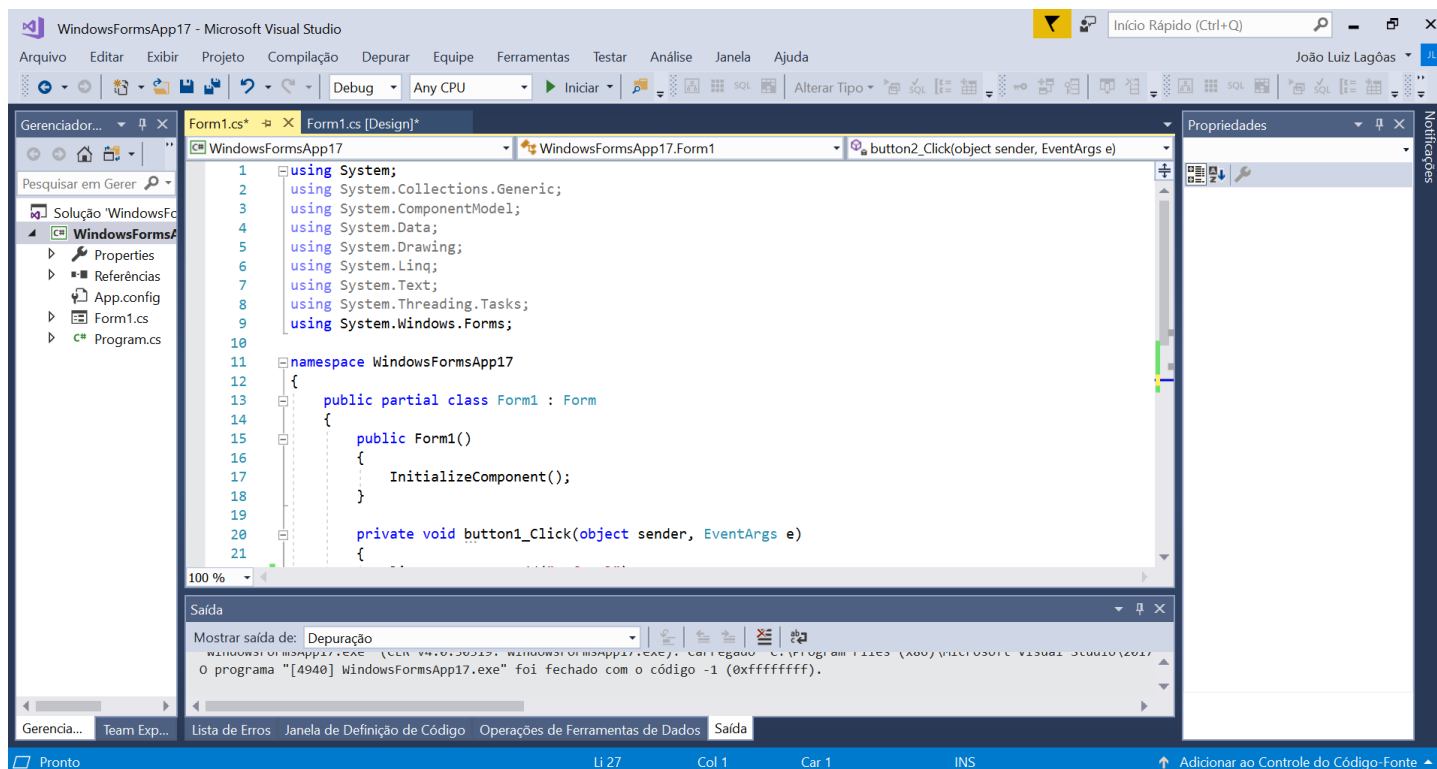 WindowsFormsApp17 - Microsoft Visual Studio
Início Rápido (Ctrl+Q)
Arquivo Editar Exibir Projeto Compilação Depurar Equipe Ferramentas Testar Análise Janela Ajuda
João Luiz Lagôas JL
Debug Any CPU Iniciar Alterar Tipo
Gerenciador...
Pesquisar em Geren
Solução 'WindowsFo
WindowsFormsA
Properties
Referências
App.config
Form1.cs
Program.cs
Gerencia... Team Exp...
Form1.cs* Form1.cs [Design]*
WindowsFormsApp17 WindowsFormsApp17.Form1 button2_Click(object sender, EventArgs e)
1 using System;
2 using System.Collections.Generic;
3 using System.ComponentModel;
4 using System.Data;
5 using System.Drawing;
6 using System.Linq;
7 using System.Text;
8 using System.Threading.Tasks;
9 using System.Windows.Forms;
10
11 namespace WindowsFormsApp17
12 {
13 public partial class Form1 : Form
14 {
15 public Form1()
16 {
17 InitializeComponent();
18 }
19
20 private void button1_Click(object sender, EventArgs e)
21 {
100 %
Saída
Mostrar saída de: Depuração
O programa "[4940] WindowsFormsApp17.exe" foi fechado com o código -1 (0xffffffff).
Lista de Erros Janela de Definição de Código Operações de Ferramentas de Dados Saída
Propriedades
Notificações
Pronto Li 27 Col 1 Car 1 INS Adicionar ao Controle do Código-Fonte